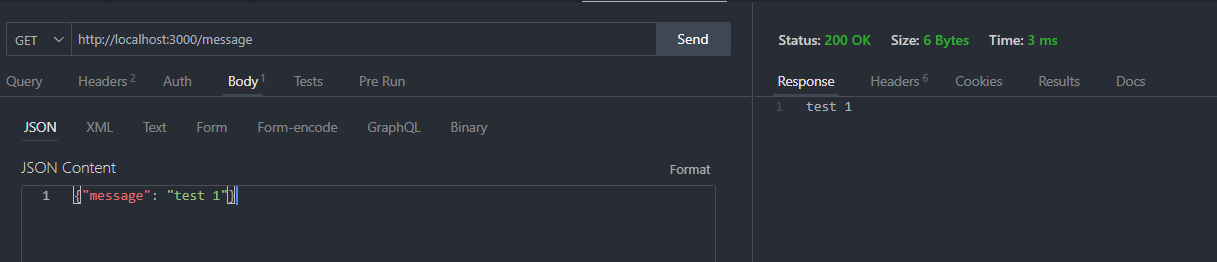 GET http://localhost:3000/message Send
Query Headers 2 Auth Body 1 Tests Pre Run
JSON XML Text Form Form-encode GraphQL Binary
JSON Content Format
1 {"message": "test 1"}
Status: 200 OK Size: 6 Bytes Time: 3 ms
Response Headers 6 Cookies Results Docs
1 test 1